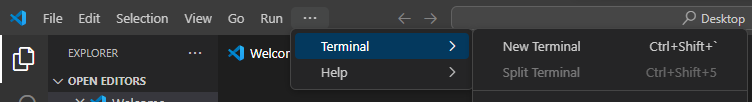 File Edit Selection View Go Run ··· Desktop
EXPLORER Welcome Terminal New Terminal Ctrl+Shift+`
OPEN EDITORS Help Split Terminal Ctrl+Shift+5
Welcome